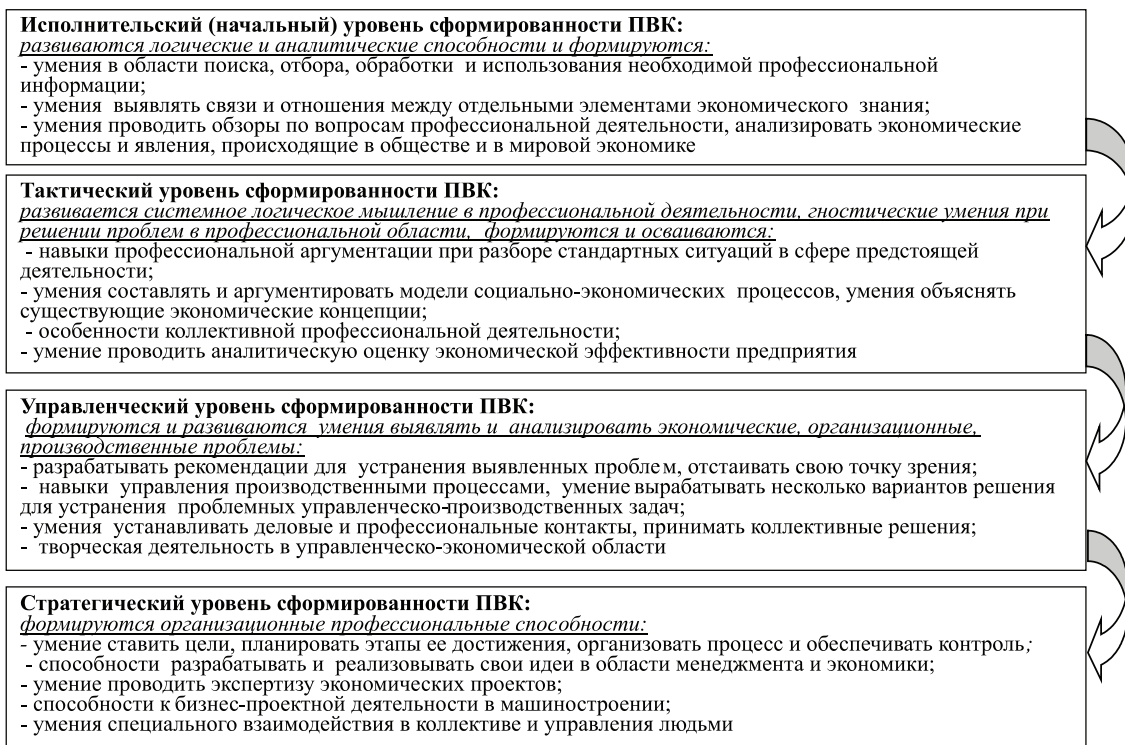 Исполнительский (начальный) уровень сформированности ПВК:
развиваются логические и аналитические способности и формируются:
- умения в области поиска, отбора, обработки и использования необходимой профессиональной
информации;
- умения выявлять связи и отношения между отдельными элементами экономического знания;
- умения проводить обзоры по вопросам профессиональной деятельности, анализировать экономические
процессы и явления, происходящие в обществе и в мировой экономике
Тактический уровень сформированности ПВК:
развивается системное логическое мышление в профессиональной деятельности, гностические умения при
решении проблем в профессиональной области, формируются и осваиваются:
- навыки профессиональной аргументации при разборе стандартных ситуаций в сфере предстоящей
деятельности;
- умения составлять и аргументировать модели социально-экономических процессов, умения объяснять
существующие экономические концепции;
- особенности коллективной профессиональной деятельности;
- умение проводить аналитическую оценку экономической эффективности предприятия
Управленческий уровень сформированности ПВК:
формируются и развиваются умения выявлять и анализировать экономические, организационные,
производственные проблемы:
- разрабатывать рекомендации для устранения выявленных проблем, отстаивать свою точку зрения;
- навыки управления производственными процессами, умение вырабатывать несколько вариантов решения
для устранения проблемных управленческо-производственных задач;
- умения устанавливать деловые и профессиональные контакты, принимать коллективные решения;
- творческая деятельность в управленческо-экономической области
Стратегический уровень сформированности ПВК:
формируются организационные профессиональные способности:
- умение ставить цели, планировать этапы ее достижения, организовать процесс и обеспечивать контроль;
- способности разрабатывать и реализовывать свои идеи в области менеджмента и экономики;
- умение проводить экспертизу экономических проектов;
- способности к бизнес-проектной деятельности в машиностроении;
- умения специального взаимодействия в коллективе и управления людьми